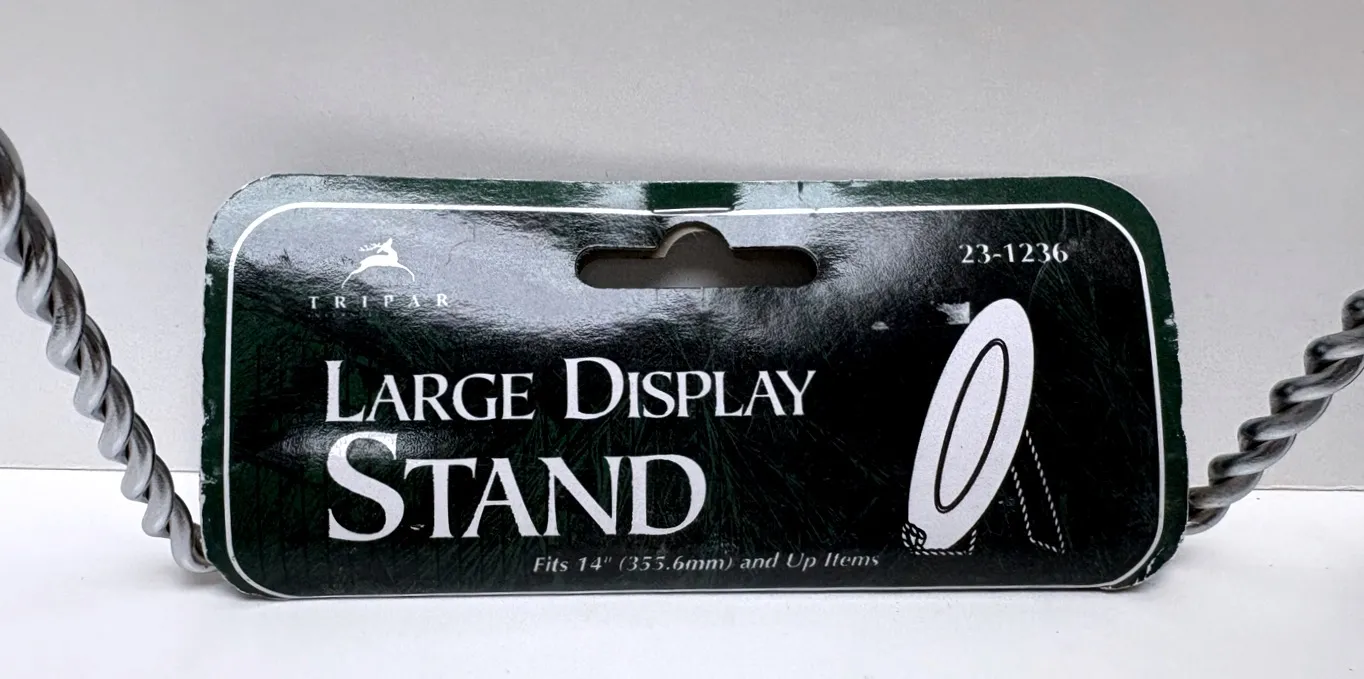 TRIPAR
23-1236
LARGE DISPLAY
STAND
Fits 14" (355.6mm) and Up Items